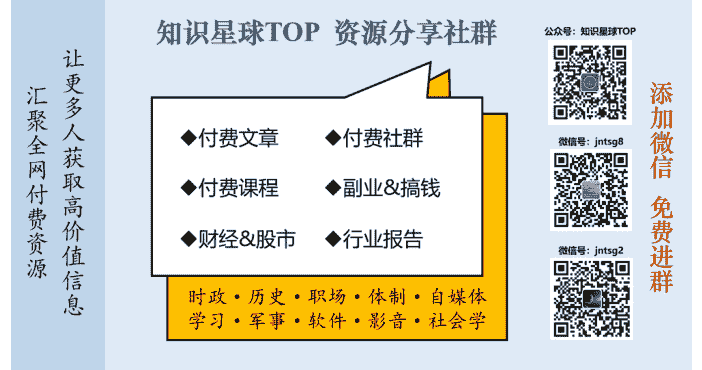 让更多人获取高价值信息
汇聚全网付费资源
知识星球TOP 资源分享社群
◆付费文章
◆付费社群
◆付费课程
◆副业&搞钱
◆财经&股市
◆行业报告
时政·历史·职场·体制·自媒体
学习·军事·软件·影音·社会学
公众号：知识星球TOP
微信号：jntsg8
微信号：jntsg2
添加微信 免费进群